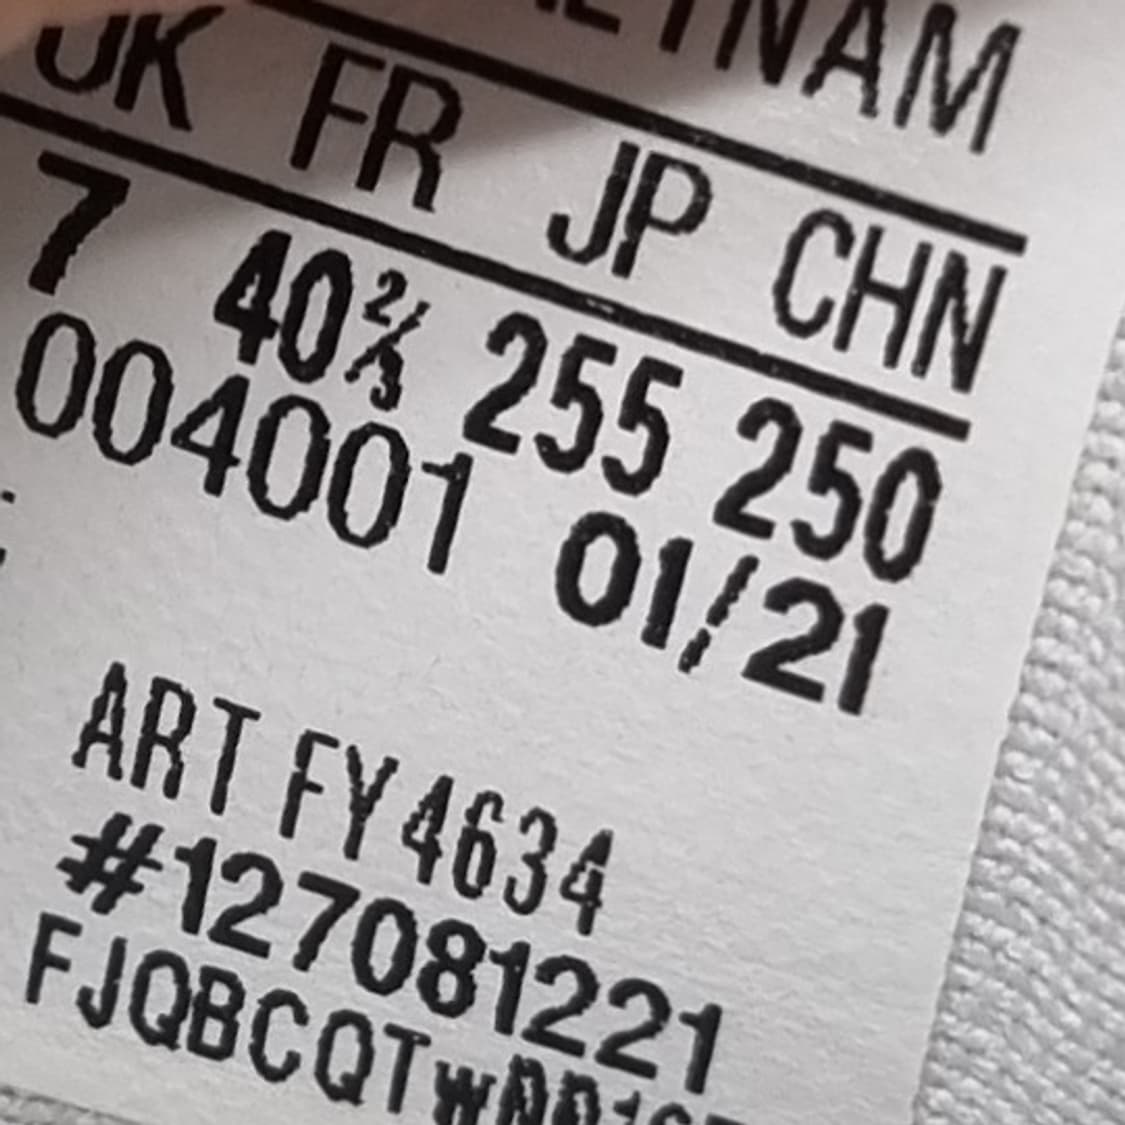 UK FR JP CHN
7 40⅔ 255 250
004001 01/21
ART FY4634
#127081221